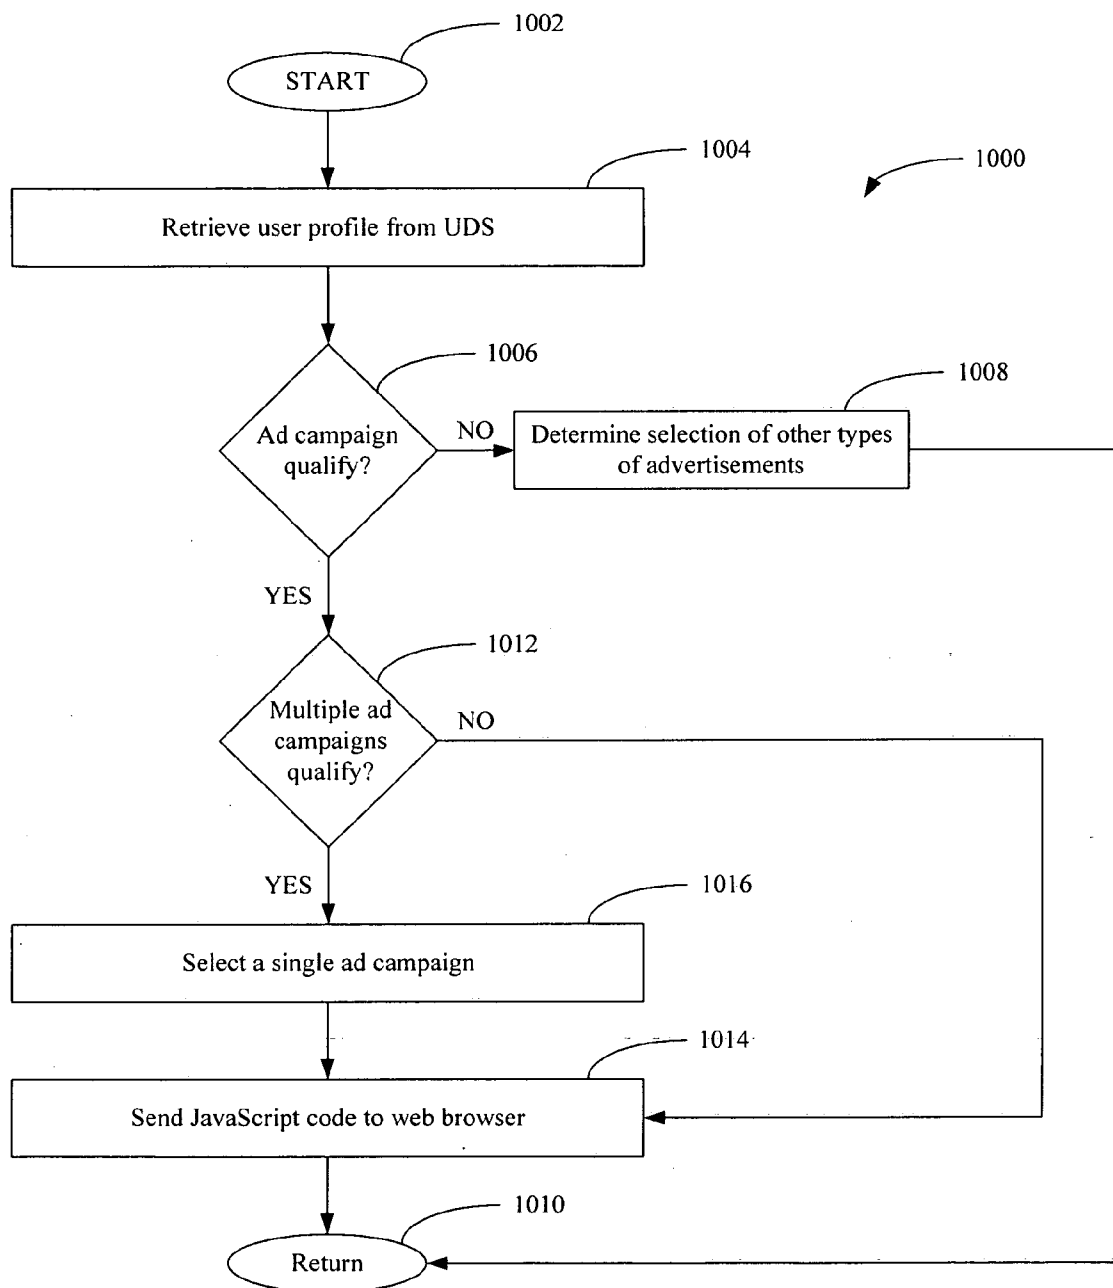 1002
START
1004
1000
Retrieve user profile from UDS
1006
1008
Ad campaign
qualify?
NO
Determine selection of other types
of advertisements
YES
1012
Multiple ad
campaigns
qualify?
NO
YES
1016
Select a single ad campaign
1014
Send JavaScript code to web browser
1010
Return